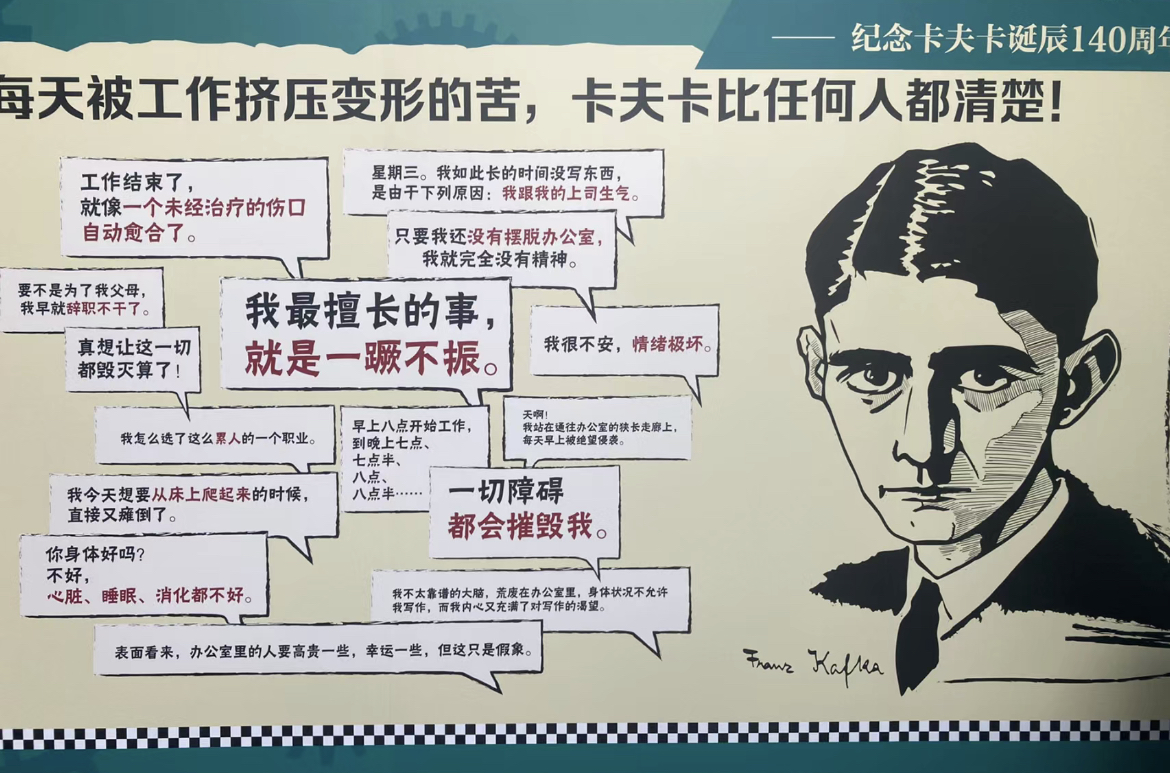 ——纪念卡夫卡诞辰140周年
每天被工作挤压变形的苦，卡夫卡比任何人都清楚！
工作结束了，
就像一个未经治疗的伤口
自动愈合了。
星期三。我如此长的时间没写东西，
是由于下列原因：我跟我的上司生气。
只要我还没有摆脱办公室，
我就完全没有精神。
要不是为了我父母，
我早就辞职不干了。
我最擅长的事，
就是一蹶不振。
我很不安，情绪极坏。
真想让这一切
都毁灭算了！
我怎么选了这么累人的一个职业。
早上八点开始工作，
到晚上七点、
七点半、
八点、
八点半……
天啊！
我站在通往办公室的狭长走廊上，
每天早上被绝望侵袭。
我今天想要从床上爬起来的时候，
直接又瘫倒了。
一切障碍
都会摧毁我。
你身体好吗？
不好，
心脏、睡眠、消化都不好。
我不太靠谱的大脑，荒废在办公室里，身体状况不允许
我写作，而我内心又充满了对写作的渴望。
表面看来，办公室里的人要高贵一些，幸运一些，但这只是假象。
Franz Kafka